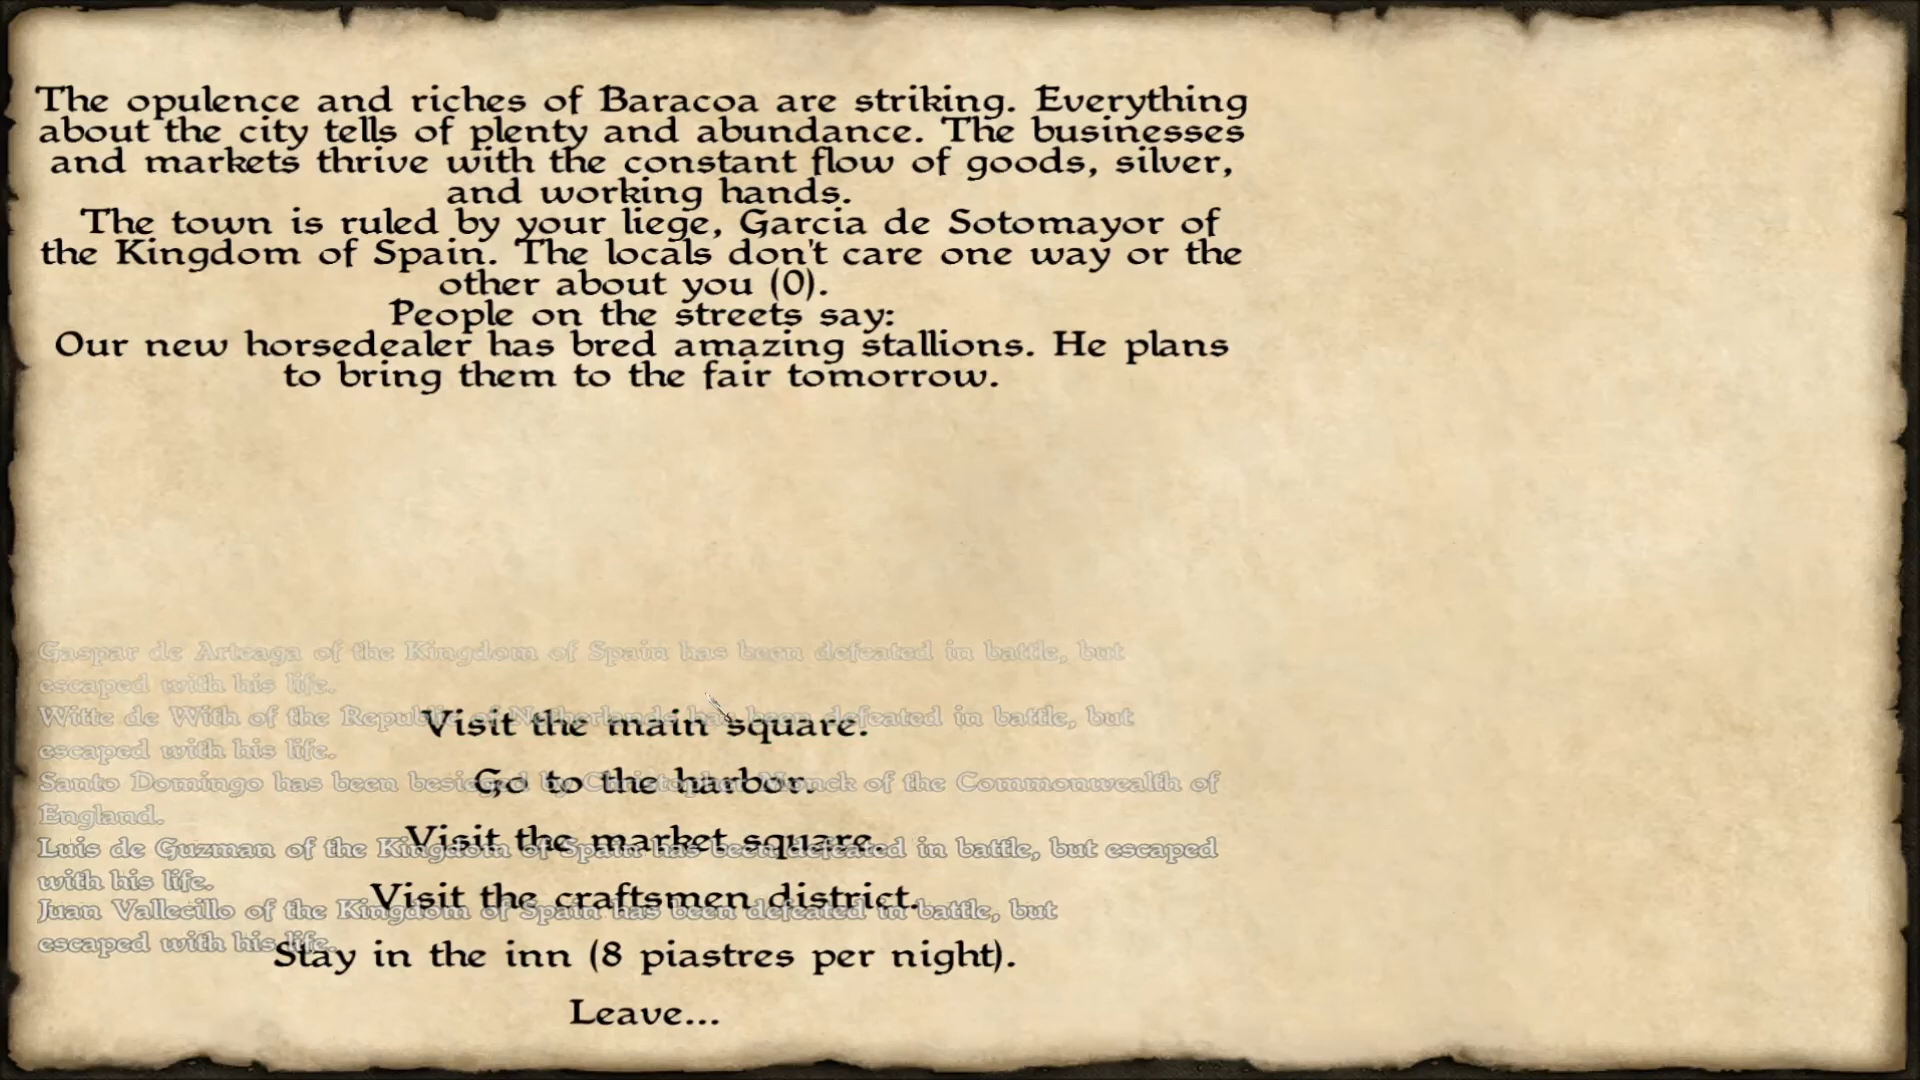 The opulence and riches of Baracoa are striking. Everything
about the city tells of plenty and abundance. The businesses
and markets thrive with the constant flow of goods, silver,
and working hands.
The town is ruled by your liege, Garcia de Sotomayor of
the Kingdom of Spain. The locals don't care one way or the
other about you (0).
People on the streets say:
Our new horsedealer has bred amazing stallions. He plans
to bring them to the fair tomorrow.
Gaspar de Arteaga of the Kingdom of Spain has been defeated in battle, but
escaped with his life.
Witte de With of the Republic of Netherlands has been defeated in battle, but
Visit the main square.
escaped with his life.
Santo Domingo has been besieged by Christopher Monck of the Commonwealth of
Go to the harbor.
England.
Luis de Guzman of the Kingdom of Spain has been defeated in battle, but escaped
Visit the market square.
with his life.
Visit the craftsmen district.
Juan Vallecillo of the Kingdom of Spain has been defeated in battle, but
escaped with his life.
Stay in the inn (8 piastres per night).
Leave...